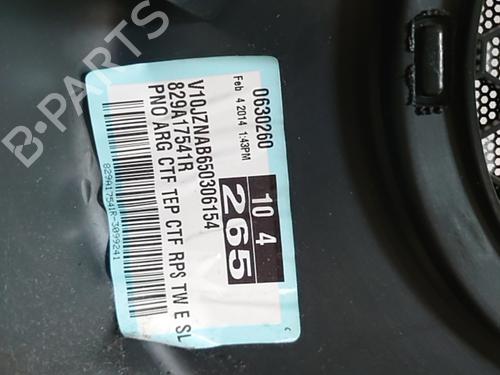 0630260
Feb 4 2014 1:43PM
10 4
265
V10JZNAB650306154
829A17541R
PNO ARG CTF TEP CTF RPS TW E SL
829A17541R-3099241
c
B-PARTS